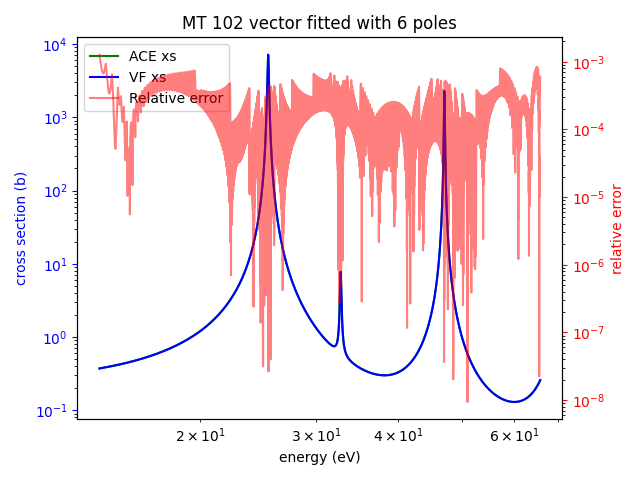 MT 102 vector fitted with 6 poles
ACE xs
VF xs
Relative error
cross section (b)
10⁴
10³
10²
10¹
10⁰
10⁻¹
relative error
10⁻³
10⁻⁴
10⁻⁵
10⁻⁶
10⁻⁷
10⁻⁸
2 × 10¹ 3 × 10¹ 4 × 10¹ 6 × 10¹
energy (eV)